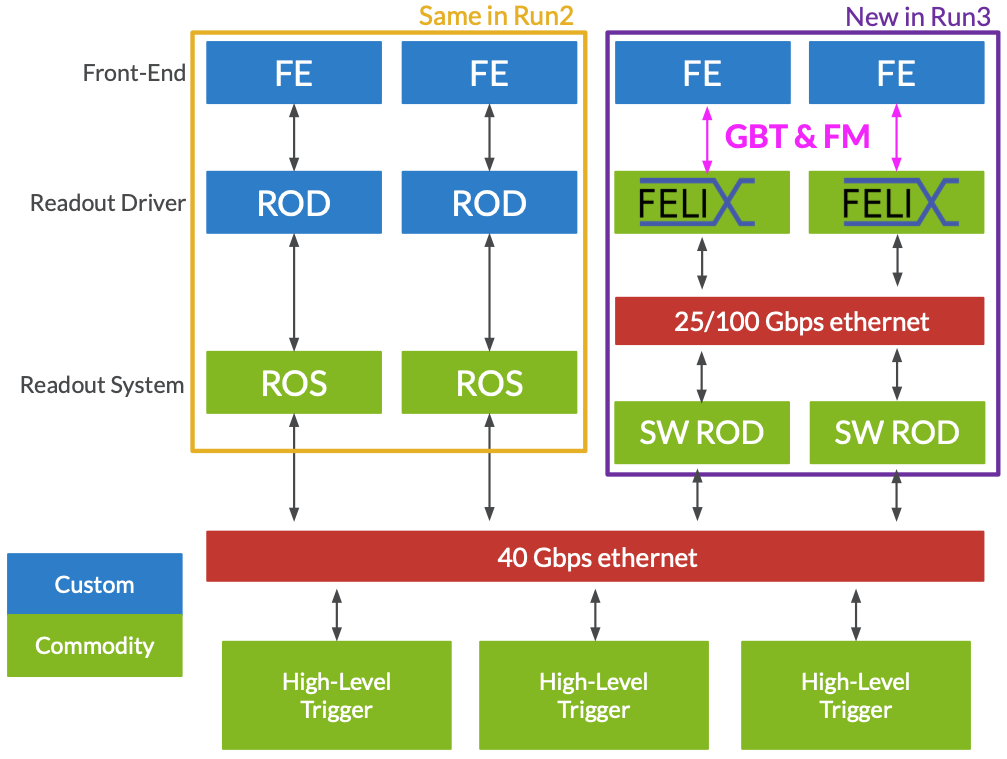 Same in Run2
New in Run3
Front-End
FE
FE
FE
FE
GBT & FM
Readout Driver
ROD
ROD
FELIX
FELIX
25/100 Gbps ethernet
Readout System
ROS
ROS
SW ROD
SW ROD
40 Gbps ethernet
Custom
Commodity
High-Level
Trigger
High-Level
Trigger
High-Level
Trigger